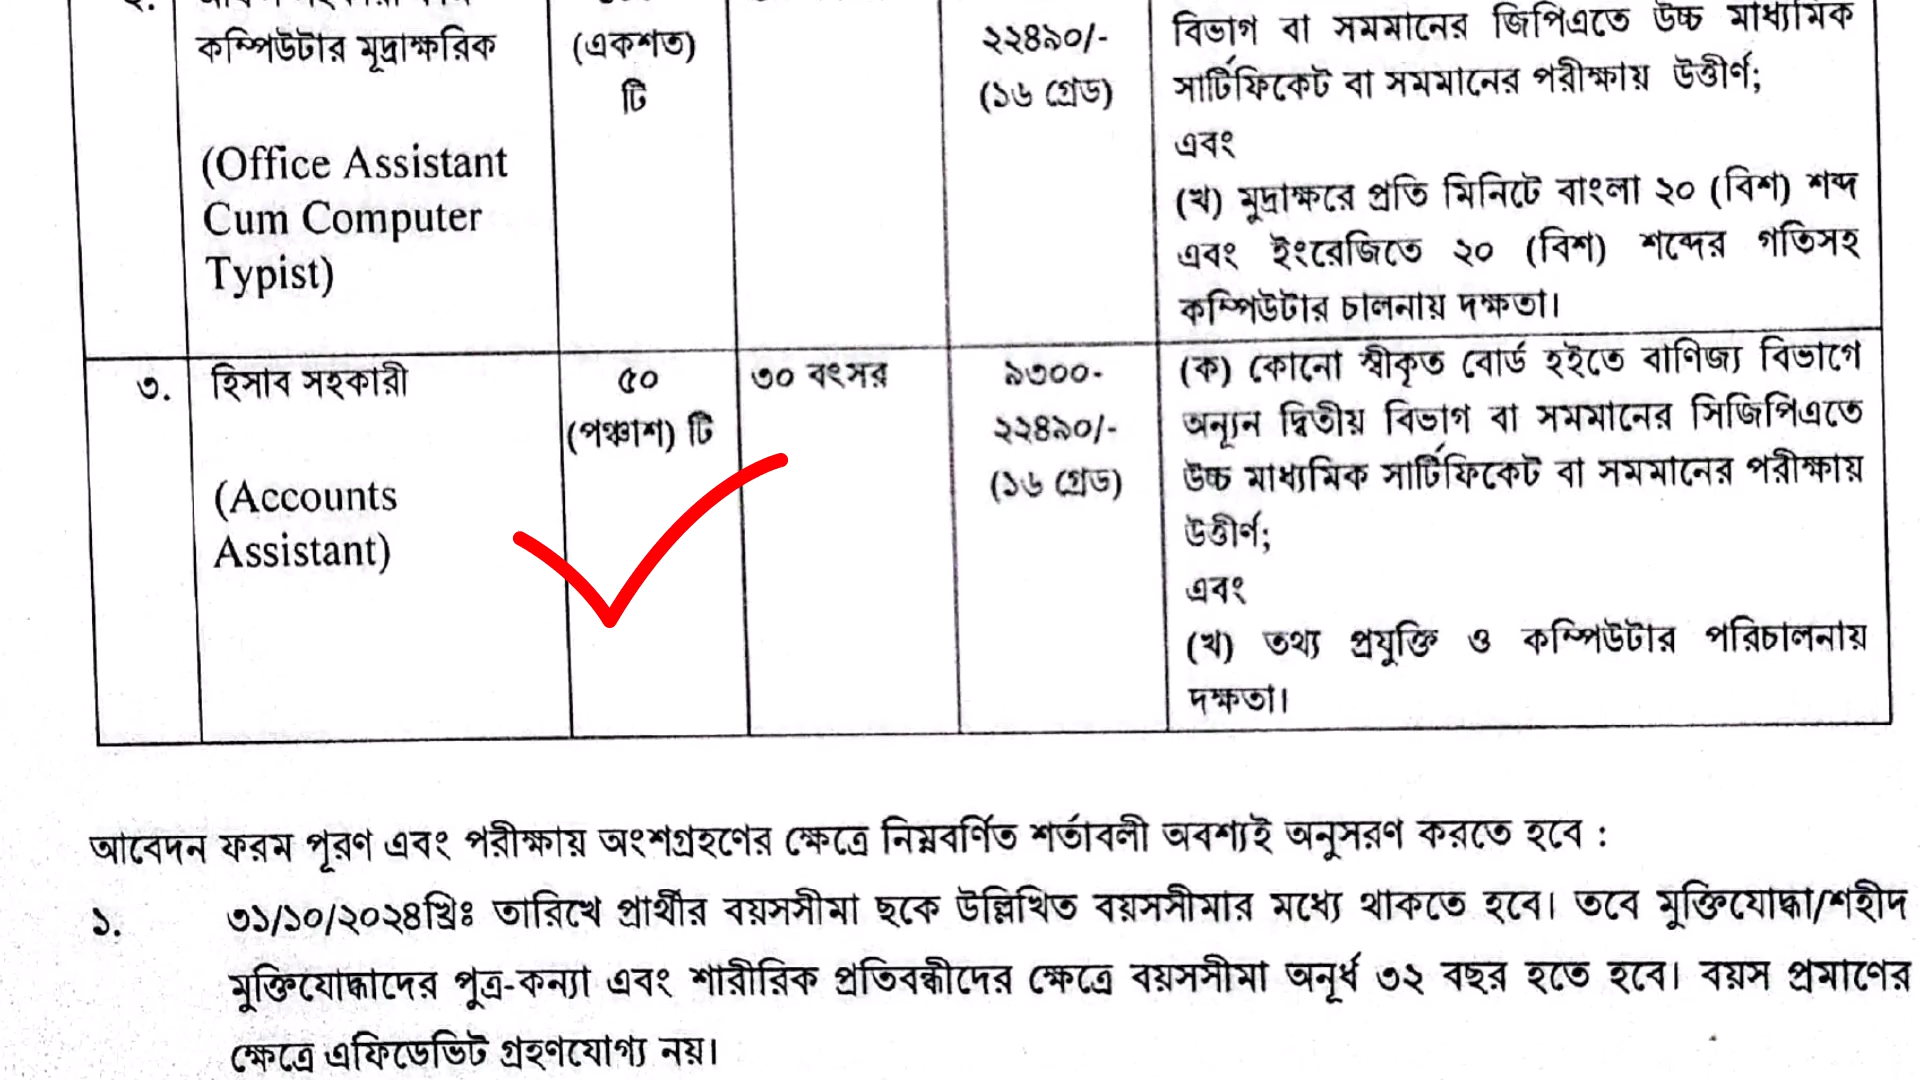 ২.
কম্পিউটার মুদ্রাক্ষরিক
(Office Assistant
Cum Computer
Typist)
(একশত)
টি
২২৪৯০/-
(১৬ গ্রেড)
বিভাগ বা সমমানের জিপিএতে উচ্চ মাধ্যমিক
সার্টিফিকেট বা সমমানের পরীক্ষায় উত্তীর্ণ;
এবং
(খ) মুদ্রাক্ষরে প্রতি মিনিটে বাংলা ২০ (বিশ) শব্দ
এবং ইংরেজিতে ২০ (বিশ) শব্দের গতিসহ
কম্পিউটার চালনায় দক্ষতা।
৩.
হিসাব সহকারী
(Accounts
Assistant)
৫০
(পঞ্চাশ) টি
৩০ বৎসর
৯৩০০-
২২৪৯০/-
(১৬ গ্রেড)
(ক) কোনো স্বীকৃত বোর্ড হইতে বাণিজ্য বিভাগে
অন্যূন দ্বিতীয় বিভাগ বা সমমানের সিজিপিএতে
উচ্চ মাধ্যমিক সার্টিফিকেট বা সমমানের পরীক্ষায়
উত্তীর্ণ;
এবং
(খ) তথ্য প্রযুক্তি ও কম্পিউটার পরিচালনায়
দক্ষতা।
আবেদন ফরম পূরণ এবং পরীক্ষায় অংশগ্রহণের ক্ষেত্রে নিম্নবর্ণিত শর্তাবলী অবশ্যই অনুসরণ করতে হবে :
১. ৩১/১০/২০২৪খ্রিঃ তারিখে প্রার্থীর বয়সসীমা ছকে উল্লিখিত বয়সসীমার মধ্যে থাকতে হবে। তবে মুক্তিযোদ্ধা/শহীদ
মুক্তিযোদ্ধাদের পুত্র-কন্যা এবং শারীরিক প্রতিবন্ধীদের ক্ষেত্রে বয়সসীমা অনূর্ধ ৩২ বছর হতে হবে। বয়স প্রমাণের
ক্ষেত্রে এফিডেভিট গ্রহণযোগ্য নয়।